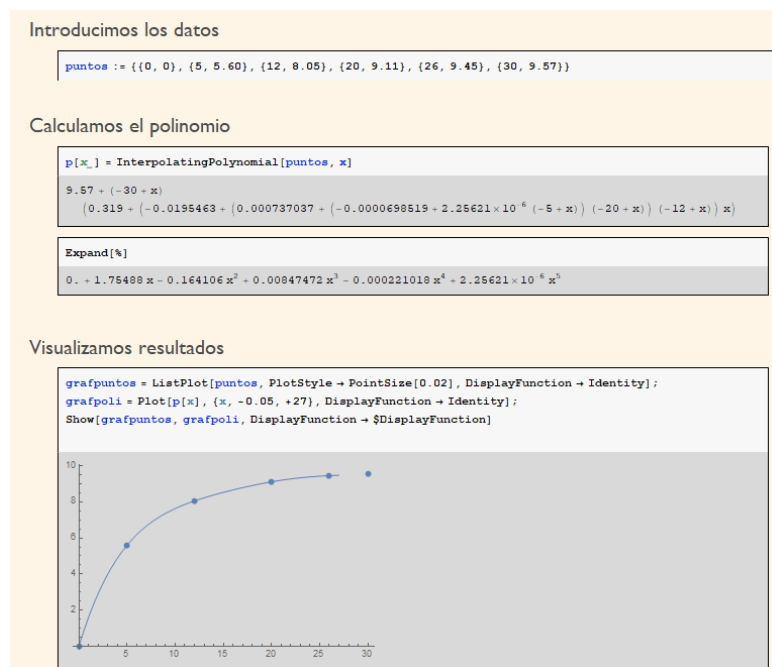 Introducimos los datos
puntos := {{0, 0}, {5, 5.60}, {12, 8.05}, {20, 9.11}, {26, 9.45}, {30, 9.57}}
Calculamos el polinomio
p[x_] = InterpolatingPolynomial[puntos, x]
9.57 + (-30 + x)
(0.319 + (-0.0195463 + (0.000737037 + (-0.0000698519 + 2.25621×10⁻⁶ (-5 + x)) (-20 + x)) (-12 + x)) x)
Expand[%]
0. + 1.75488 x - 0.164106 x² + 0.00847472 x³ - 0.000221018 x⁴ + 2.25621×10⁻⁶ x⁵
Visualizamos resultados
grafpuntos = ListPlot[puntos, PlotStyle → PointSize[0.02], DisplayFunction → Identity];
grafpoli = Plot[p[x], {x, -0.05, +27}, DisplayFunction → Identity];
Show[grafpuntos, grafpoli, DisplayFunction → $DisplayFunction]
10
8
6
4
2
5 10 15 20 25 30